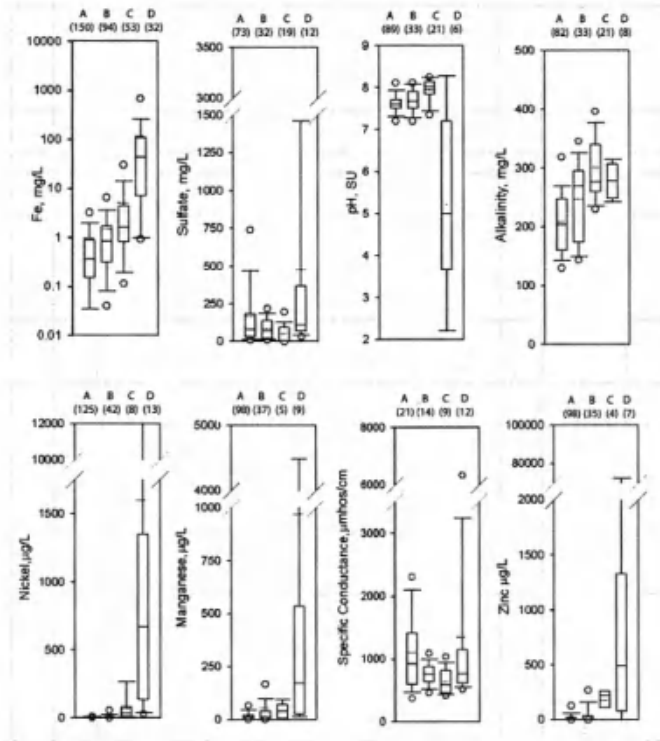 A B C D
(150) (94) (53) (32)
Fe, mg/L
10000
1000
100
10
1
0.1
0.01
A B C D
(73) (32) (19) (12)
Sulfate, mg/L
3500
3000
1500
1250
1000
750
500
250
0
A B C D
(89) (33) (21) (6)
pH, SU
9
8
7
6
5
4
3
2
A B C D
(82) (33) (21) (8)
Alkalinity, mg/L
500
400
300
200
100
0
A B C D
(125) (42) (8) (13)
Nickel,µg/L
12000
10000
1500
1000
500
0
A B C D
(98) (37) (5) (9)
Manganese,µg/L
5000
4000
1000
750
500
250
0
A B C D
(21) (14) (9) (12)
Specific Conductance,µmhos/cm
8000
6000
3000
2000
1000
0
A B C D
(98) (35) (4) (7)
Zinc µg/L
100000
80000
2000
1500
1000
500
0